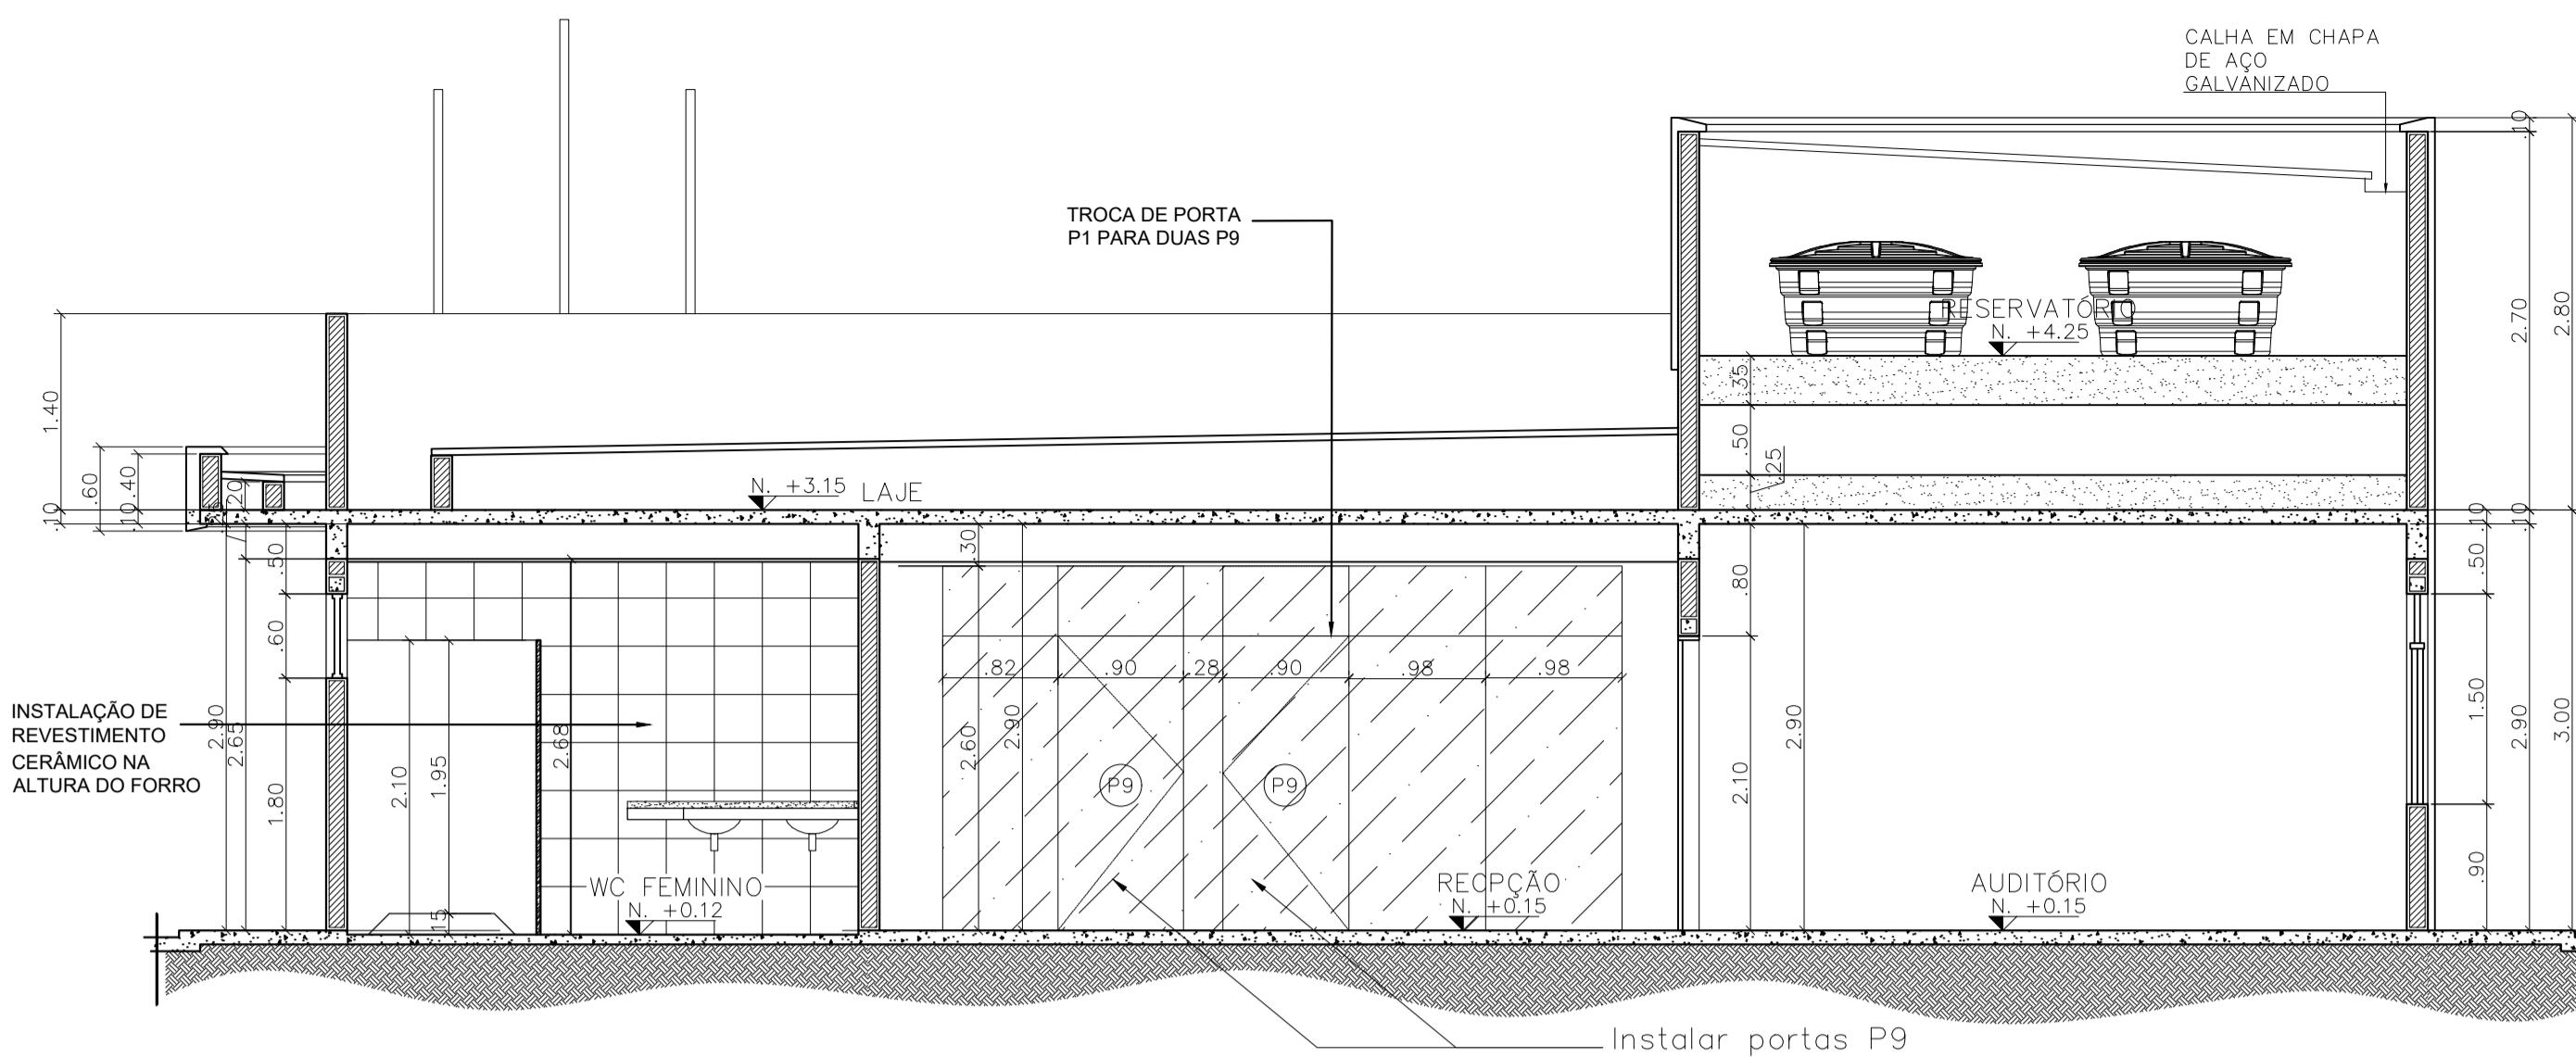 CALHA EM CHAPA
DE AÇO
GALVANIZADO
TROCA DE PORTA
P1 PARA DUAS P9
RESERVATÓRIO
N. +4.25
N. +3.15 LAJE
INSTALAÇÃO DE
REVESTIMENTO
CERÂMICO NA
ALTURA DO FORRO
WC FEMININO
N. +0.12
P9
P9
RECPÇÃO
N. +0.15
AUDITÓRIO
N. +0.15
Instalar portas P9
1.40
.10
.60
.10
.40
.20
2.90
2.65
.50
.60
1.80
2.10
1.95
.15
2.68
.30
2.60
2.90
.82
.90
.28
.90
.98
.98
.35
.50
.25
.80
2.10
2.90
.10
2.70
2.80
.10
.10
.50
1.50
.90
2.90
3.00